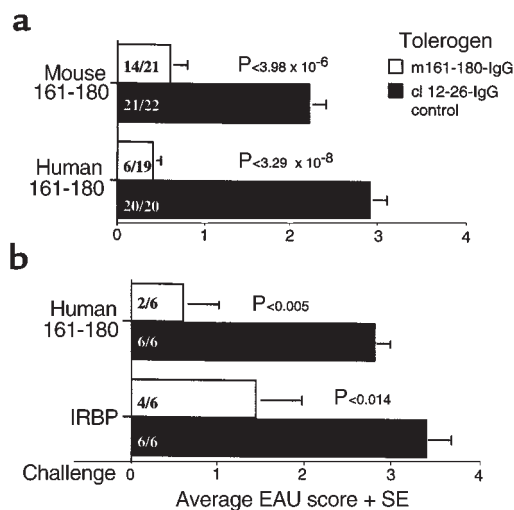 a
Tolerogen
m161-180-IgG
cl 12-26-IgG
control
Mouse
161-180
14/21
P<3.98 x 10-6
21/22
Human
161-180
6/19
P<3.29 x 10-8
20/20
0 1 2 3 4
b
Human
161-180
2/6
P<0.005
6/6
IRBP
4/6
P<0.014
6/6
Challenge
0 1 2 3 4
Average EAU score + SE